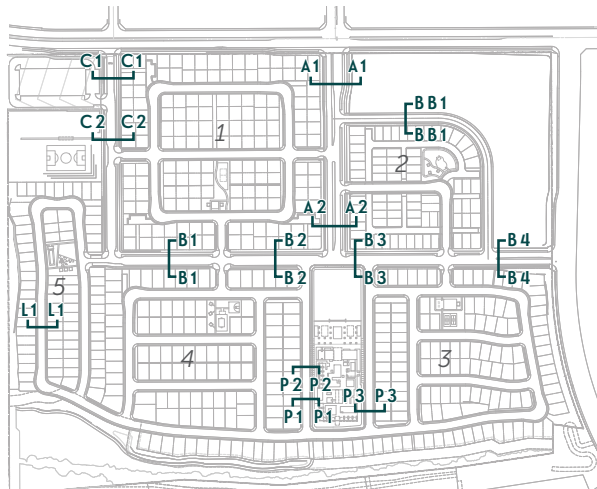 C1 C1
A1 A1
BB1
C2 C2
1
BB1
2
A2 A2
B1 B2 B3 B4
B1 B2 B3 B4
5
L1 L1
4
3
P2 P2
P3 P3
P1 P1